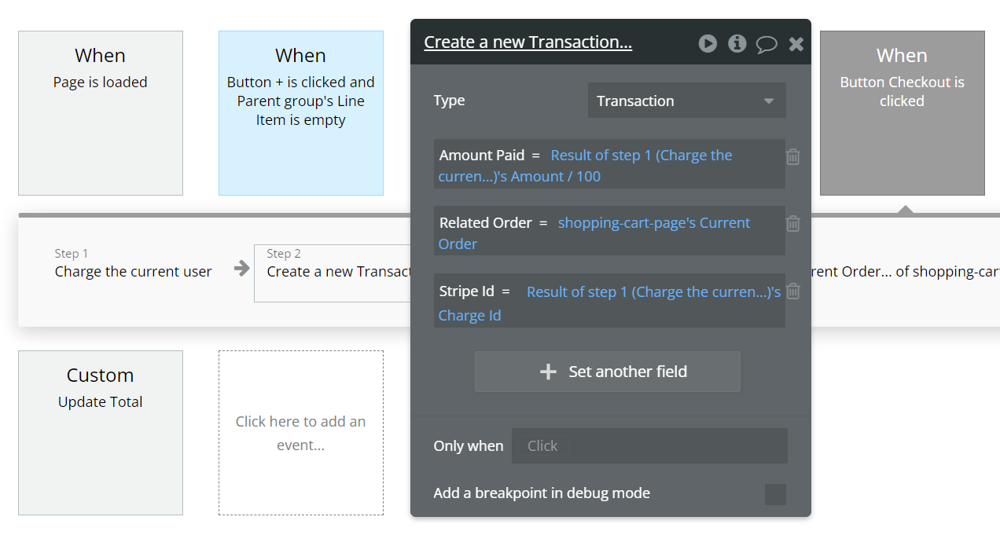 When
Page is loaded
When
Button + is clicked and
Parent group's Line
Item is empty
Create a new Transaction...
Type
Transaction
Amount Paid = Result of step 1 (Charge the
curren...)'s Amount / 100
Related Order = shopping-cart-page's Current
Order
Stripe Id = Result of step 1 (Charge the curren...)'s
Charge Id
Set another field
Only when
Click
Add a breakpoint in debug mode
When
Button Checkout is
clicked
Step 1
Charge the current user
Step 2
Create a new Transact
rent Order... of shopping-car
Custom
Update Total
Click here to add an
event...